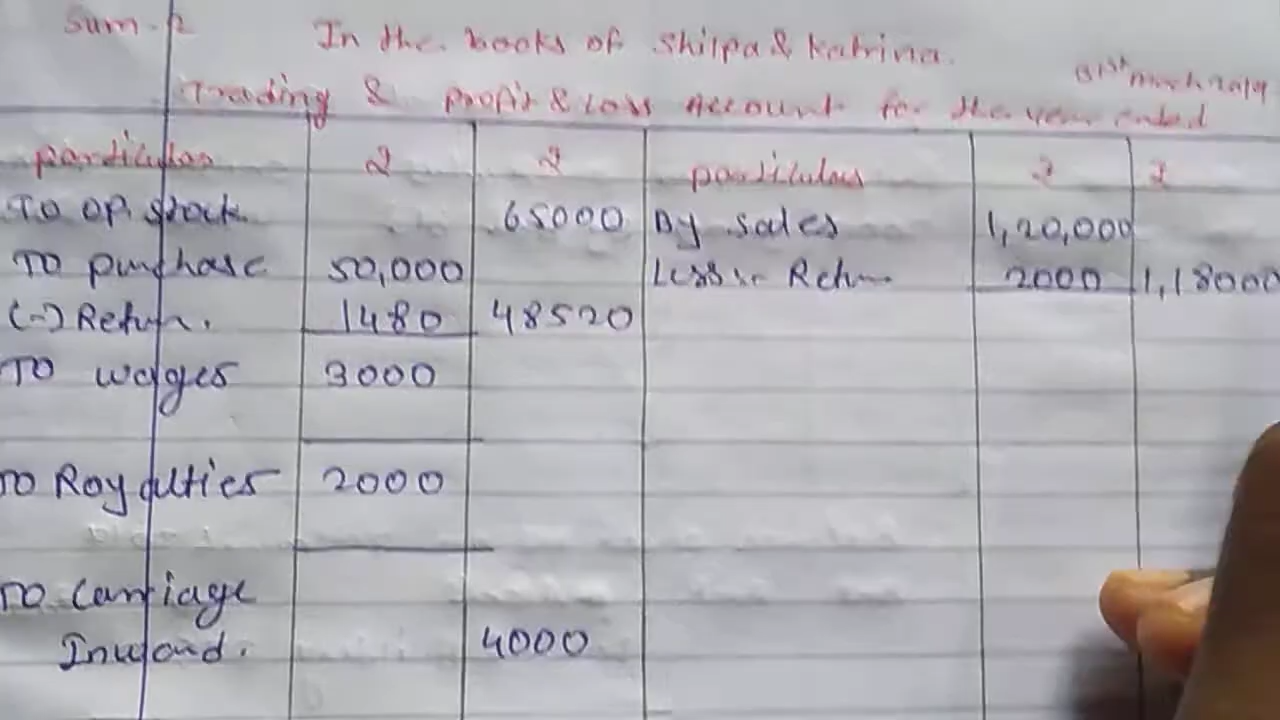 Sum-2
In the books of Shilpa & Katrina.
Trading & profit & Loss Account for the year ended 31st march 2019
particulas ₹ ₹ particulas ₹ ₹
TO OP. Stock 65000 By sales 1,20,000
TO purchase 50,000 Less:- Return 2000 1,18000
(-) Return. 1480 48520
TO wages 3000
TO Royalties 2000
TO Carriage
Inward. 4000